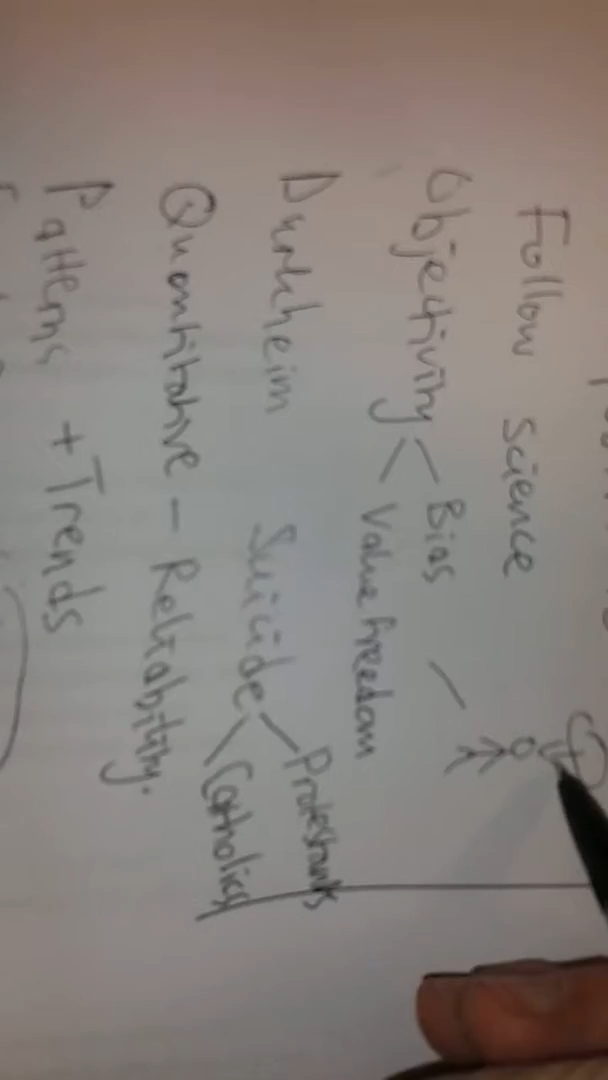 Follow science
Objectivity < Bias
Value freedom
Durkheim
Suicide < Protestants
Catholics
Quantitative - Reliability.
Patterns + Trends